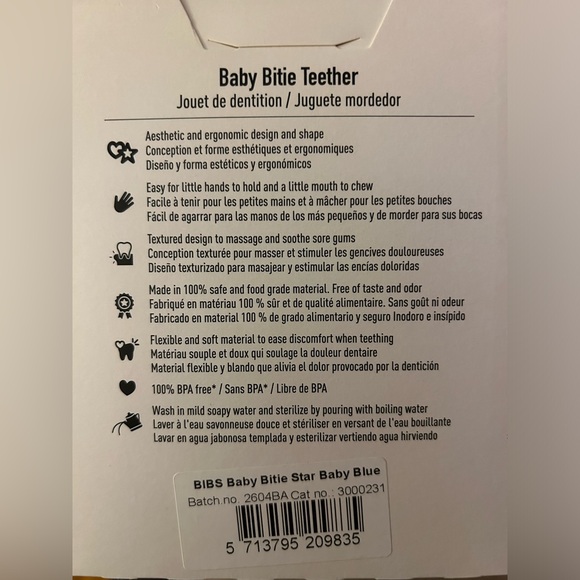 Baby Bitie Teether
Jouet de dentition / Juguete mordedor
Aesthetic and ergonomic design and shape
Conception et forme esthétiques et ergonomiques
Diseño y forma estéticos y ergonómicos
Easy for little hands to hold and a little mouth to chew
Facile à tenir pour les petites mains et à mâcher pour les petites bouches
Fácil de agarrar para las manos de los más pequeños y de morder para sus bocas
Textured design to massage and soothe sore gums
Conception texturée pour masser et stimuler les gencives douloureuses
Diseño texturizado para masajear y estimular las encías doloridas
Made in 100% safe and food grade material. Free of taste and odor
Fabriqué en matériau 100 % sûr et de qualité alimentaire. Sans goût ni odeur
Fabricado en material 100 % de grado alimentario y seguro Inodoro e insípido
Flexible and soft material to ease discomfort when teething
Matériau souple et doux qui soulage la douleur dentaire
Material flexible y blando que alivia el dolor provocado por la dentición
100% BPA free* / Sans BPA* / Libre de BPA
Wash in mild soapy water and sterilize by pouring with boiling water
Laver à l'eau savonneuse douce et stériliser en versant de l'eau bouillante
Lavar en agua jabonosa templada y esterilizar vertiendo agua hirviendo
BIBS Baby Bitie Star Baby Blue
Batch.no. 2604BA Cat no.: 3000231
5 713795 209835